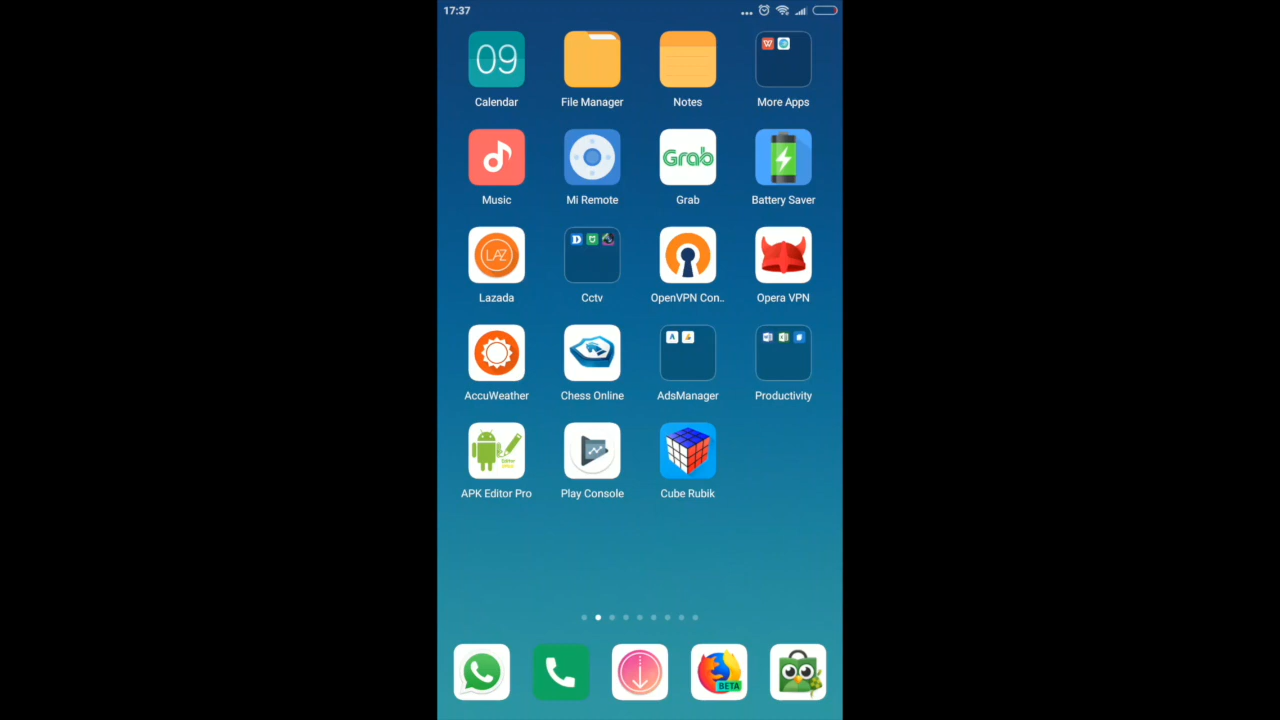 17:37
09
Calendar
File Manager
Notes
W
More Apps
Music
Mi Remote
Grab
Grab
Battery Saver
LAZ
Lazada
D
Cctv
OpenVPN Con..
Opera VPN
AccuWeather
Chess Online
A
AdsManager
Productivity
Editor
APK Editor Pro
Play Console
Cube Rubik
BETA